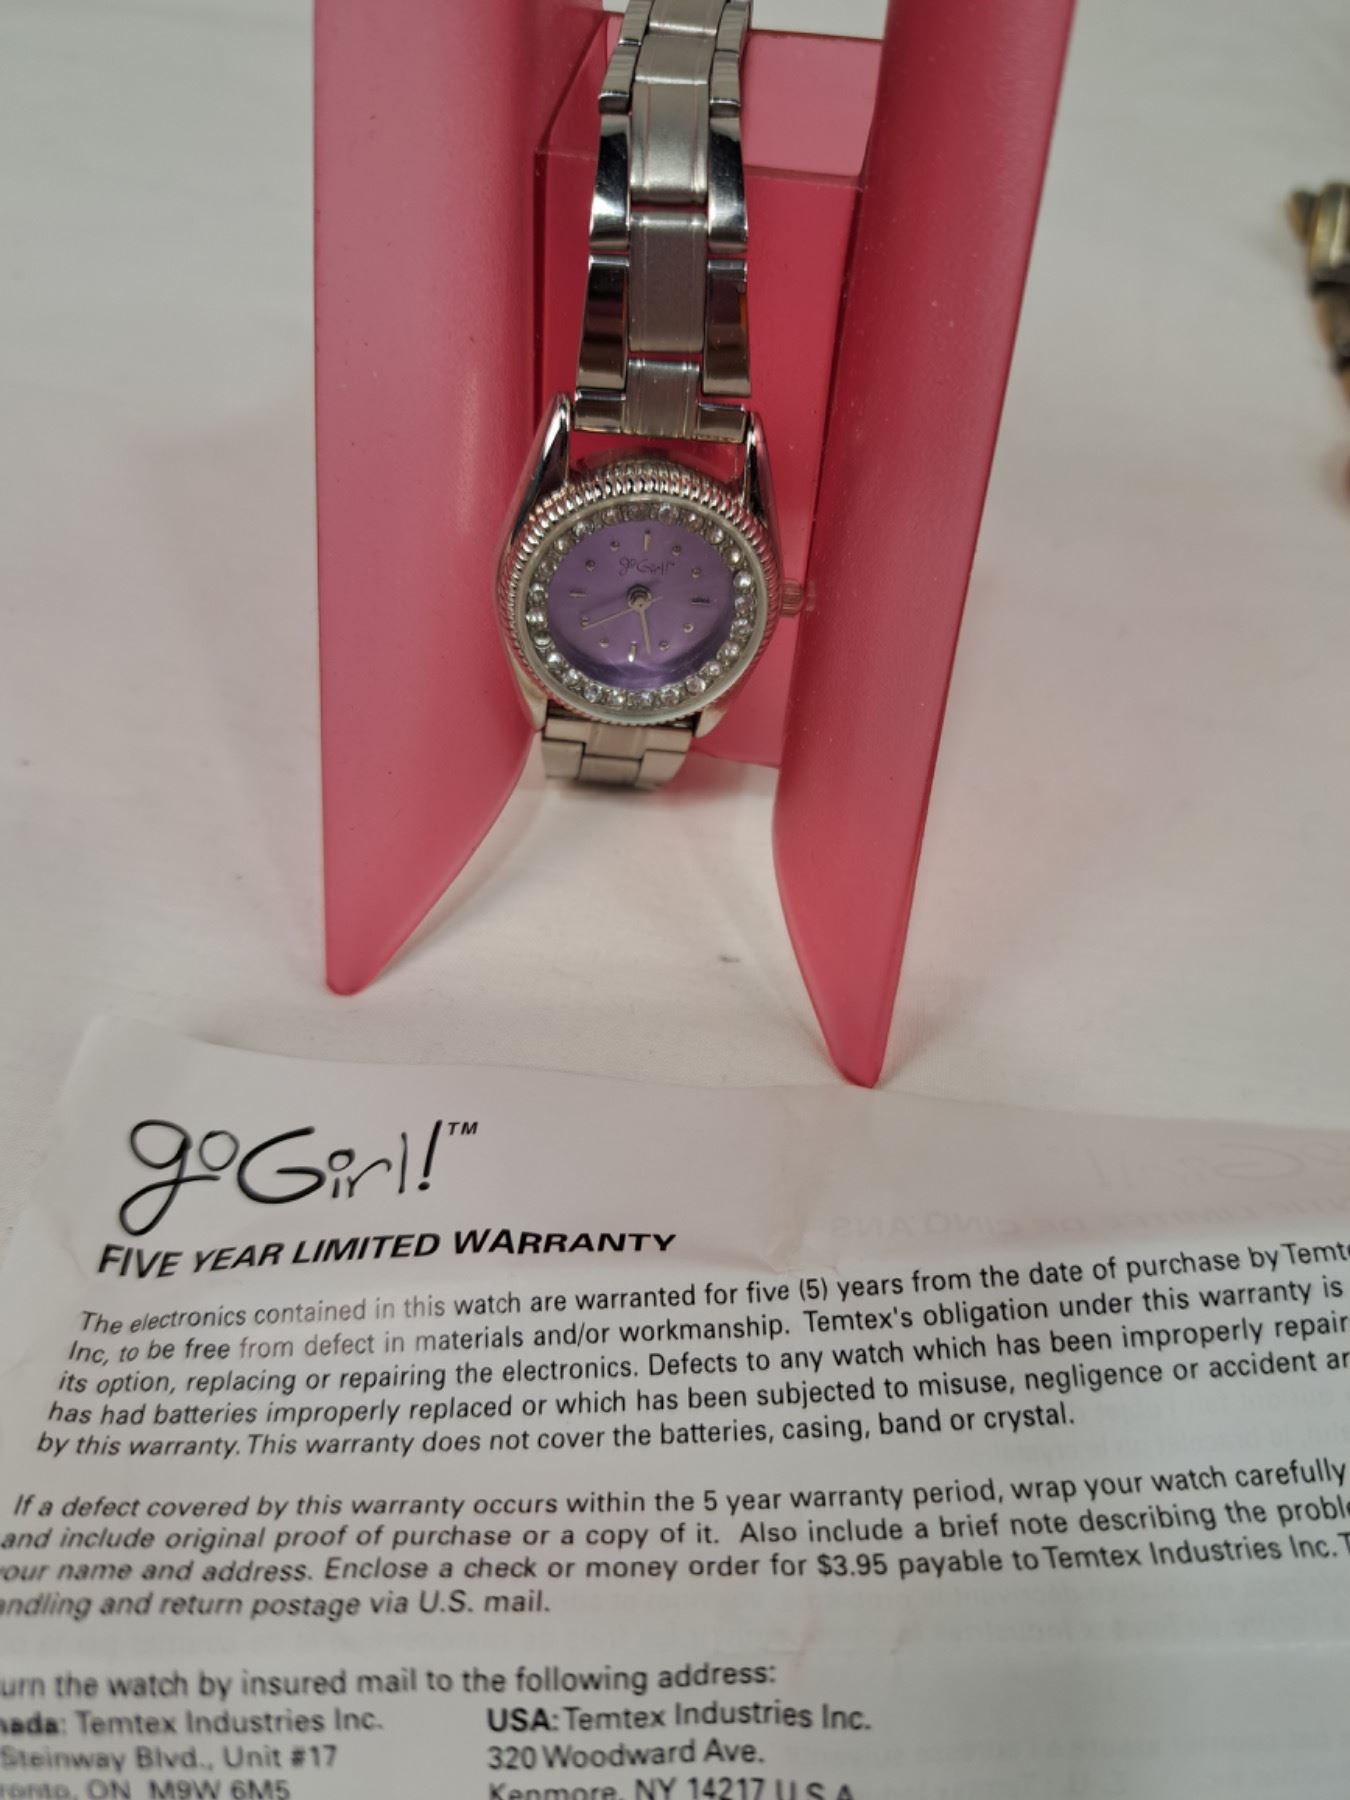 goGirl!
goGirl!™
FIVE YEAR LIMITED WARRANTY
The electronics contained in this watch are warranted for five (5) years from the date of purchase by
Inc, to be free from defect in materials and/or workmanship. Temtex's obligation under this warranty is
its option, replacing or repairing the electronics. Defects to any watch which has been improperly
has had batteries improperly replaced or which has been subjected to misuse, negligence or accident
by this warranty. This warranty does not cover the batteries, casing, band or crystal.
If a defect covered by this warranty occurs within the 5 year warranty period, wrap your watch carefully
and include original proof of purchase or a copy of it. Also include a brief note describing the
name and address. Enclose a check or money order for $3.95 payable to Temtex Industries Inc.
and return postage via U.S. mail.
the watch by insured mail to the following address:
Temtex Industries Inc. USA: Temtex Industries Inc.
Steinway Blvd., Unit #17 320 Woodward Ave.
ON M9W 6M5 Kenmore, NY 14217 U.S.A.